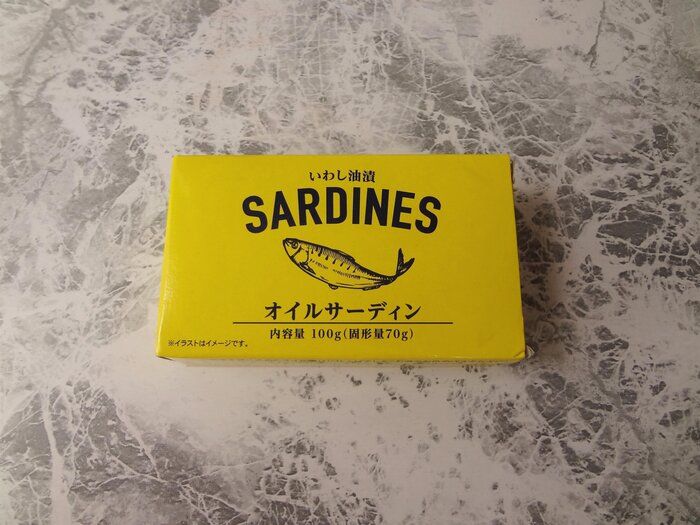 いわし油漬
SARDINES
オイルサーディン
内容量 100g(固形量70g)
※イラストはイメージです。